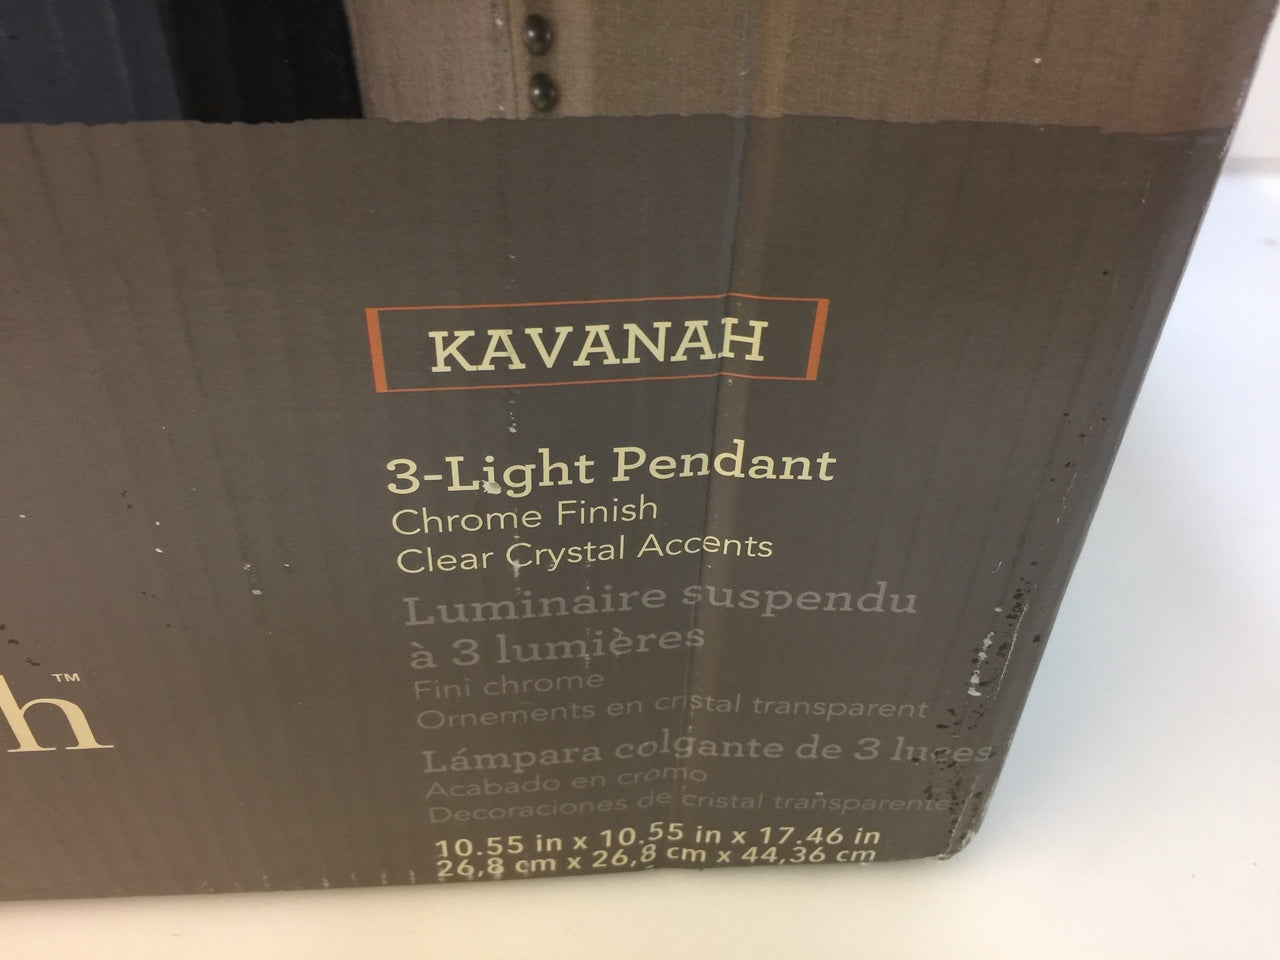 KAVANAH
3-Light Pendant
Chrome Finish
Clear Crystal Accents
Luminaire suspendu
à 3 lumières
Fini chrome
Ornements en cristal transparent
h™
Lámpara colgante de 3 luces
Acabado en cromo
Decoraciones de cristal transparente
10.55 in x 10.55 in x 17.46 in
26,8 cm x 26,8 cm x 44,36 cm